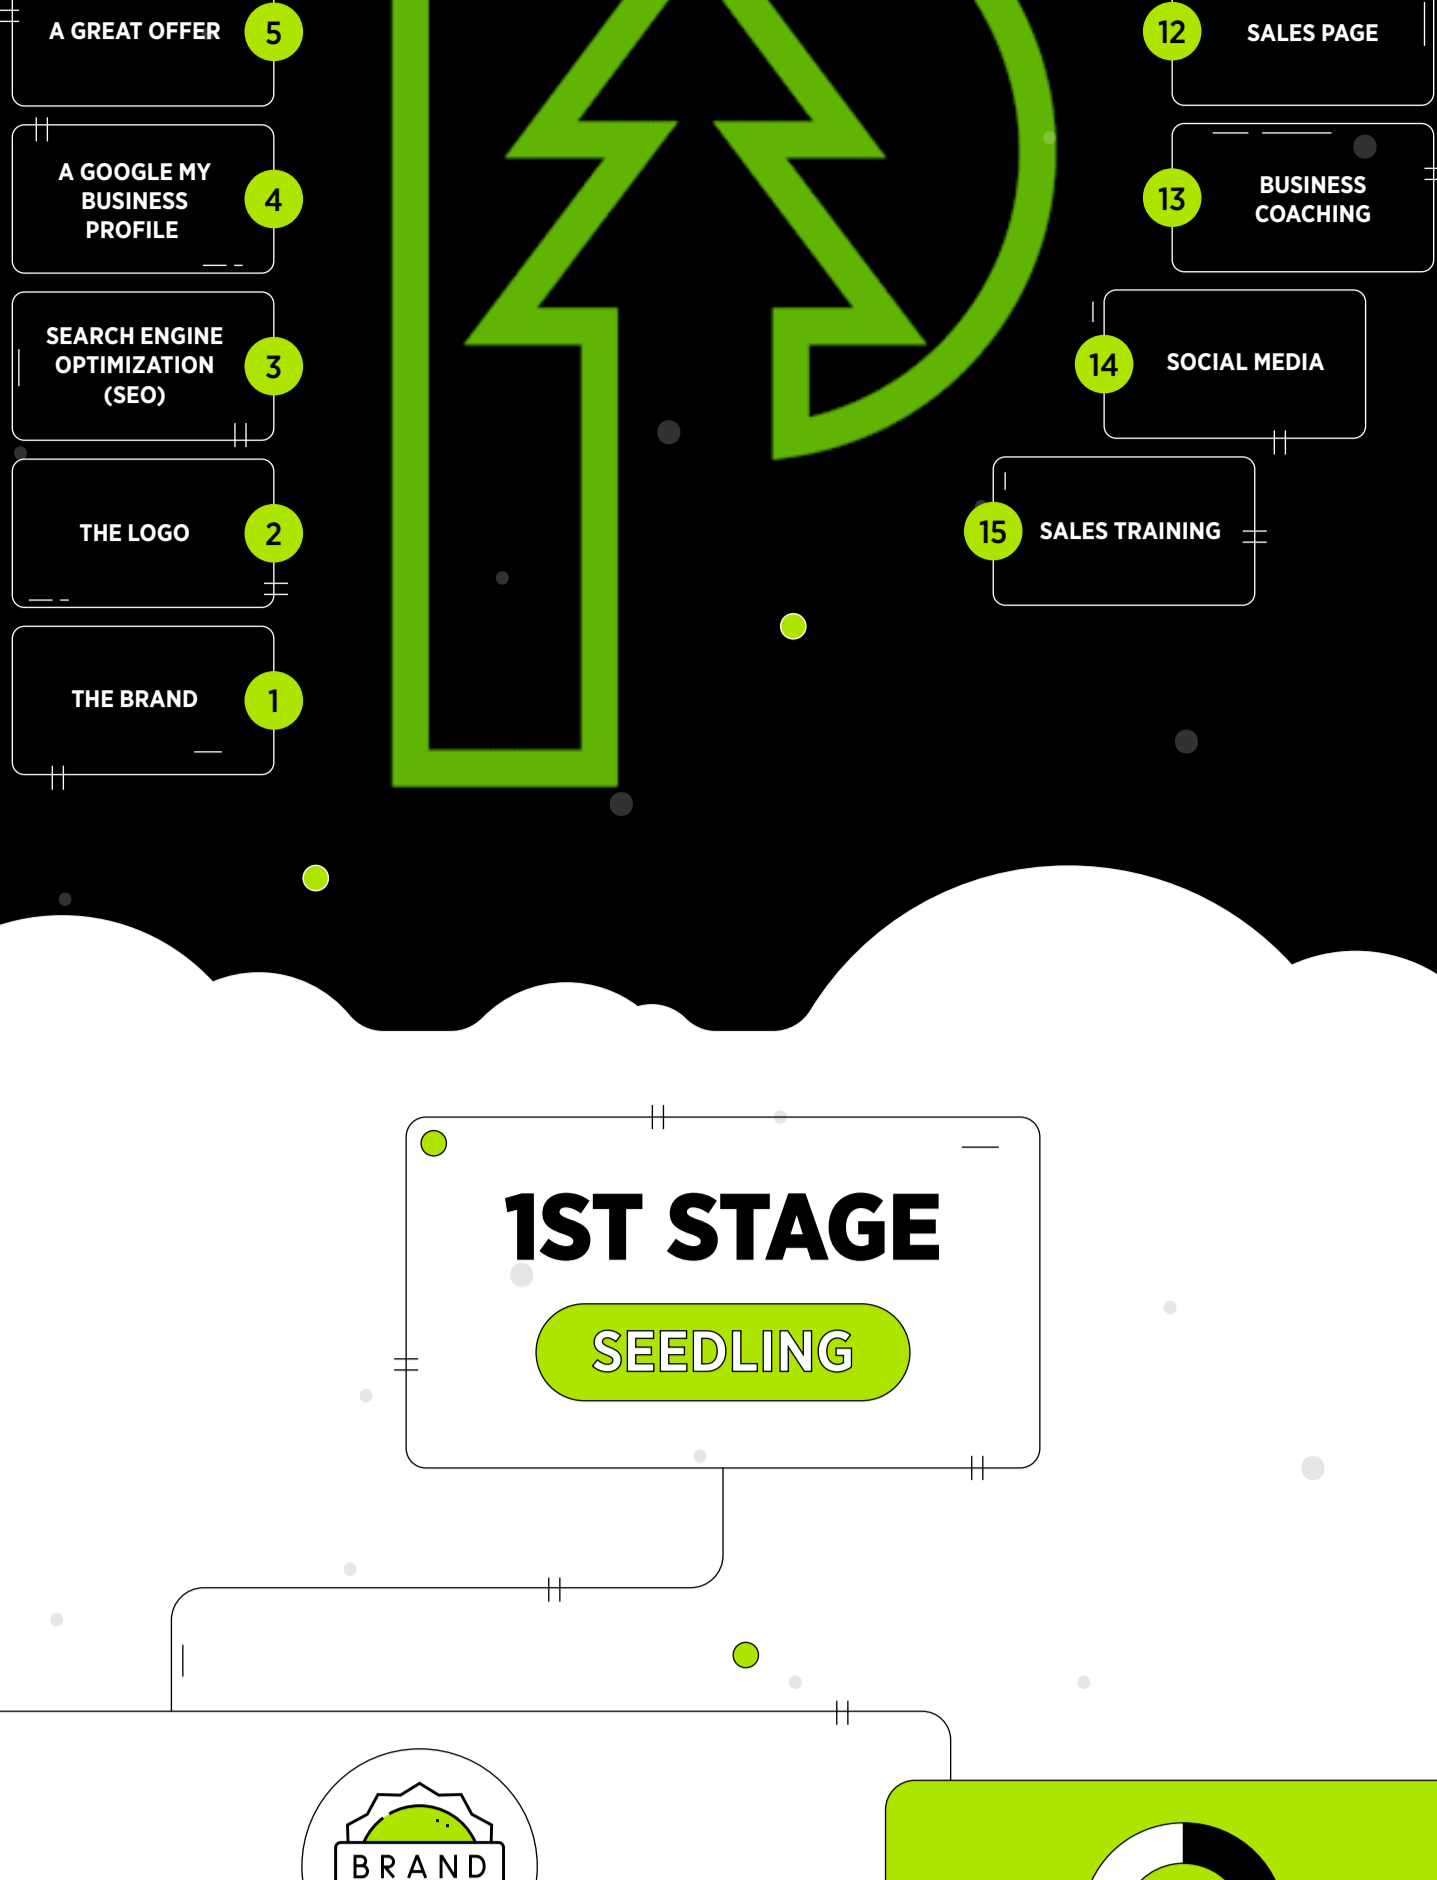 A GREAT OFFER
5
A GOOGLE MY
BUSINESS
PROFILE
4
SEARCH ENGINE
OPTIMIZATION
(SEO)
3
THE LOGO
2
THE BRAND
1
12
SALES PAGE
13
BUSINESS
COACHING
14
SOCIAL MEDIA
15
SALES TRAINING
1ST STAGE
SEEDLING
BRAND